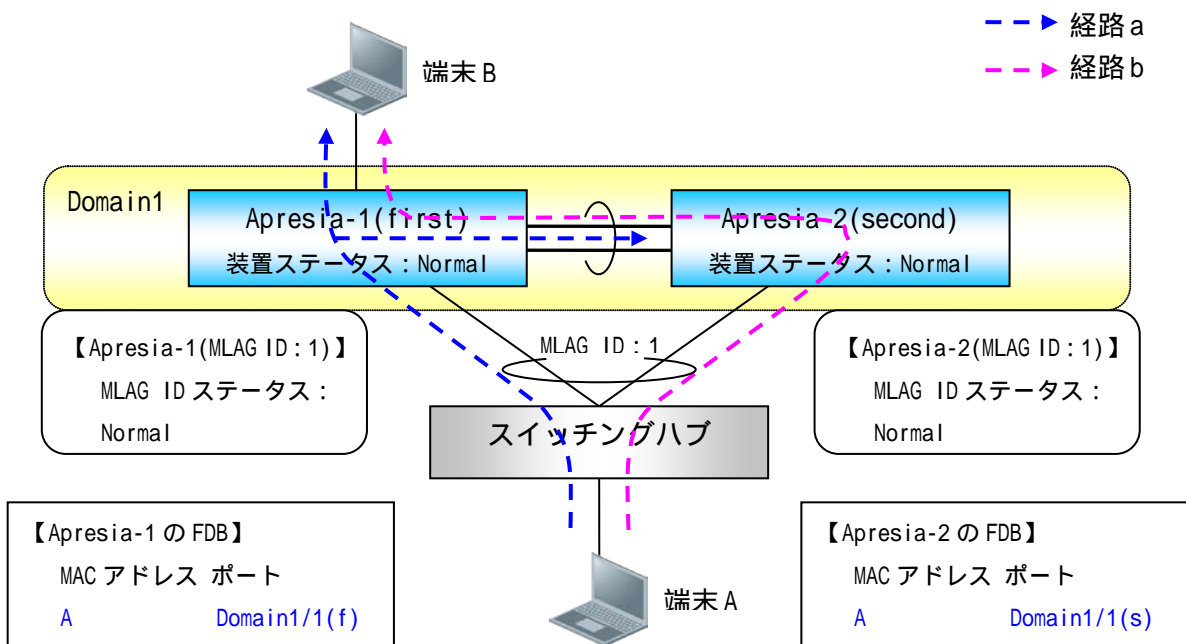 経路a
経路b
端末B
Domain1
Apresia-1(first)
装置ステータス:Normal
Apresia-2(second)
装置ステータス:Normal
【Apresia-1(MLAG ID:1)】
MLAG ID ステータス:
Normal
MLAG ID:1
【Apresia-2(MLAG ID:1)】
MLAG ID ステータス:
Normal
スイッチングハブ
【Apresia-1 の FDB】
MAC アドレス ポート
A Domain1/1(f)
端末A
【Apresia-2 の FDB】
MAC アドレス ポート
A Domain1/1(s)